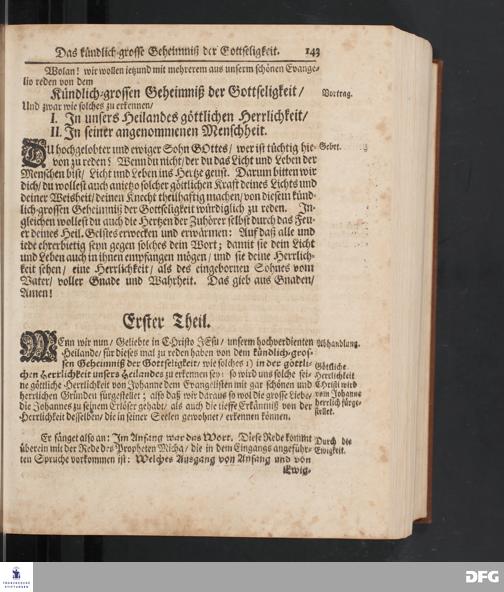 Das kündlich-grosse Geheimniß der Gottseligkeit. 143
Wolan! wir wollen ietzund mit mehrerem aus unserm schönen Evange-
lio reden von dem
Kündlich-grossen Geheimniß der Gottseligkeit/
Vortrag.
Und zwar wie solches zu erkennen/
I. In unsers Heilandes göttlichen Herrlichkeit/
II. In seiner angenommenen Menschheit.
DU hochgelobter und ewiger Sohn GOttes/ wer ist tüchtig hie-
Gebet.
von zu reden? Wenn du nicht/ der du das Licht und Leben der
Menschen bist/ Licht und Leben ins Hertze geust. Darum bitten wir
dich/ du wollest auch anietzo solcher göttlichen Kraft deines Lichts und
deiner Weisheit/ deinen Knecht theilhaftig machen/ von diesem künd-
lich-grossen Geheimniß der Gottseligkeit würdiglich zu reden. In-
gleichen wollest du auch die Hertzen der Zuhörer selbst durch das Feu-
er deines Heil. Geistes erwecken und erwärmen: Auf daß alle und
iede ehrerbietig seyn gegen solches dein Wort; damit sie dein Licht
und Leben auch in ihnen empfangen mögen/ und sie deine Herrlich-
keit sehen/ eine Herrlichkeit/ als des eingebornen Sohnes vom
Vater/ voller Gnade und Wahrheit. Das gieb aus Gnaden/
Amen!
Erster Theil.
WEnn wir nun/ Geliebte in Christo JEsu/ unserm hochverdienten
Abhandlung.
Heilande/ für dieses mal zu reden haben von dem kündlich-gros-
sen Geheimniß der Gottseligkeit/ wie solches 1) in der göttli-
chen Herrlichkeit unsers Heilandes zu erkennen sey: so wird uns solche sei-
ne göttliche Herrlichkeit von Johanne dem Evangelisten mit gar schönen und
herrlichen Gründen fürgestellet; also daß wir daraus so wol die grosse Liebe/
die Johannes zu seinem Erlöser gehabt/ als auch die tieffe Erkänniß von der
Herrlichkeit desselben/ die in seiner Seelen gewohnet/ erkennen können.
Göttliche
Herrlichkeit
Christi wird
vom Johanne
herrlich fürge-
stellet.
Er fänget also an: Im Anfang war das Wort. Diese Rede kommt
überein mit der Rede des Propheten Micha/ die in dem Eingangs angeführ-
ten Spruche vorkommen ist: Welches Ausgang von Anfang und von
Durch die
Ewigkeit.
Ewig-
FRANCKESCHE
STIFTUNGEN
DFG